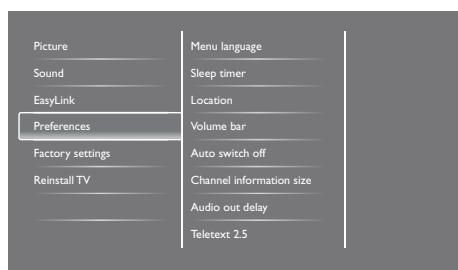 Picture
Sound
EasyLink
Preferences
Factory settings
Reinstall TV
Menu language
Sleep timer
Location
Volume bar
Auto switch off
Channel information size
Audio out delay
Teletext 2.5